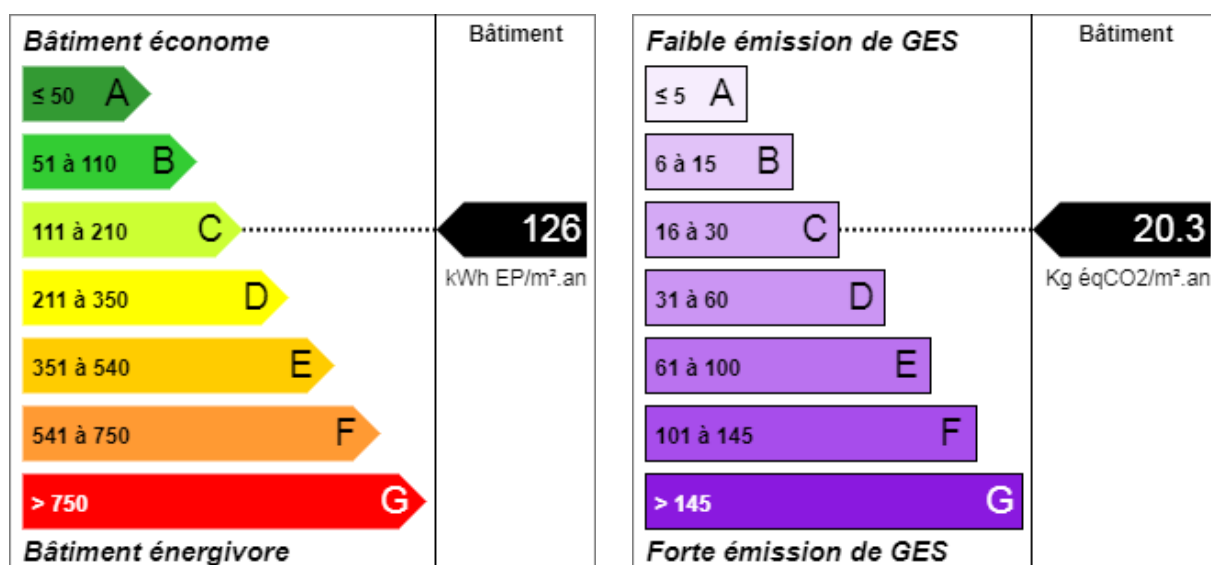 Bâtiment économe
Bâtiment
≤ 50 A
51 à 110 B
111 à 210 C
126
kWh EP/m².an
211 à 350 D
351 à 540 E
541 à 750 F
> 750 G
Bâtiment énergivore
Faible émission de GES
Bâtiment
≤ 5 A
6 à 15 B
16 à 30 C
20.3
Kg éqCO2/m².an
31 à 60 D
61 à 100 E
101 à 145 F
> 145 G
Forte émission de GES